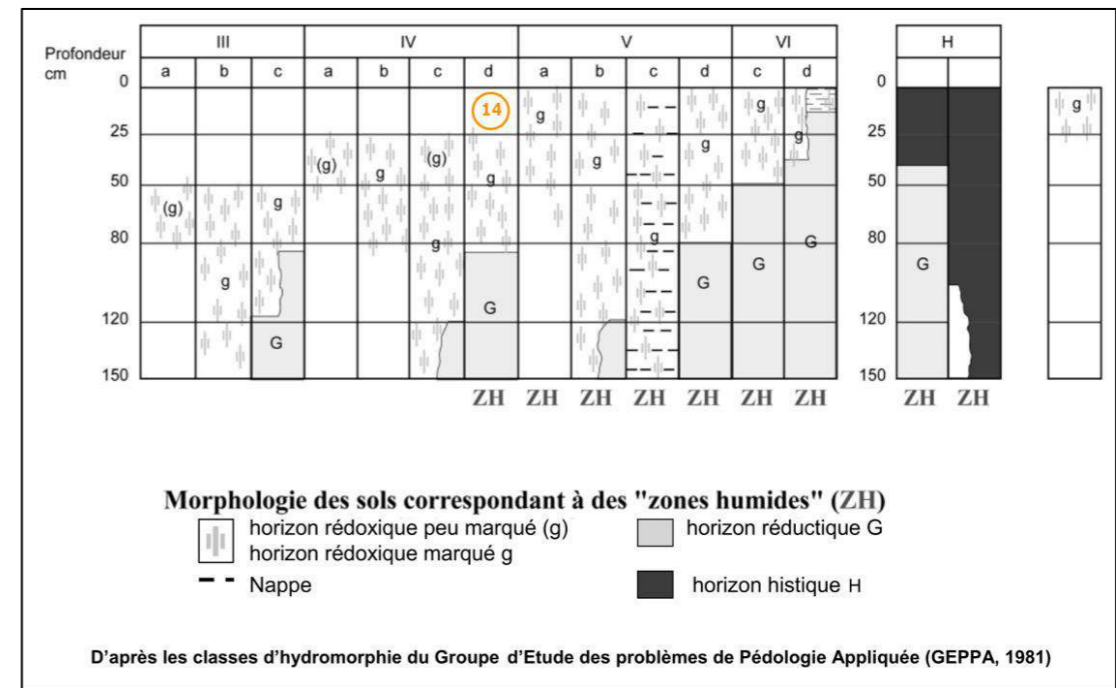 III IV V VI H
Profondeur
cm
a b c a b c d a b c d c d
0 0
14
g g g
25 25
(g) g (g) g g g g
50 50
(g) g
80 80
g g g G G G G G
120 120
G
150 150
ZH ZH ZH ZH ZH ZH ZH ZH ZH
Morphologie des sols correspondant à des "zones humides" (ZH)
horizon rédoxique peu marqué (g)
horizon rédoxique marqué g
horizon réductique G
Nappe
horizon histique H
D'après les classes d'hydromorphie du Groupe d'Etude des problèmes de Pédologie Appliquée (GEPPA, 1981)